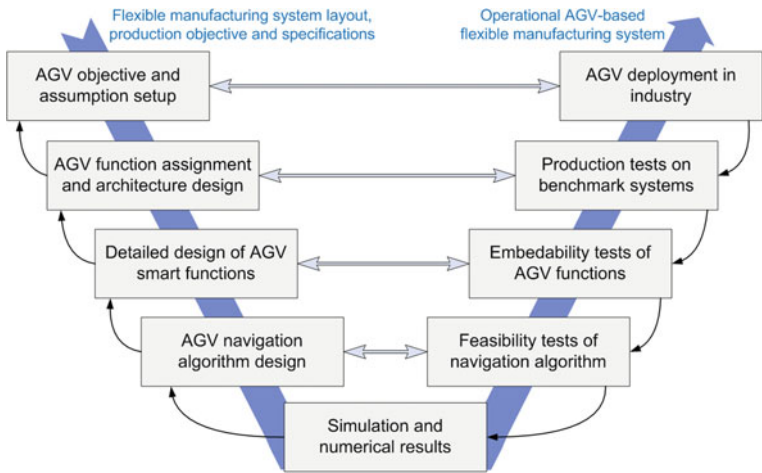 Flexible manufacturing system layout,
production objective and specifications
Operational AGV-based
flexible manufacturing system
AGV objective and
assumption setup
AGV deployment in
industry
AGV function assignment
and architecture design
Production tests on
benchmark systems
Detailed design of AGV
smart functions
Embedability tests of
AGV functions
AGV navigation
algorithm design
Feasibility tests of
navigation algorithm
Simulation and
numerical results